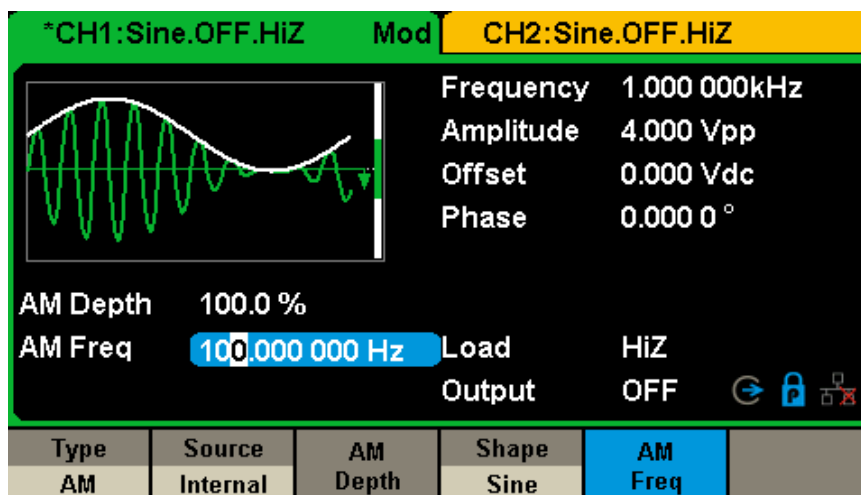 *CH1:Sine.OFF.HiZ Mod CH2:Sine.OFF.HiZ
Frequency 1.000 000kHz
Amplitude 4.000 Vpp
Offset 0.000 Vdc
Phase 0.000 0 °
AM Depth 100.0 %
AM Freq 100.000 000 Hz Load HiZ
Output OFF P
Type Source AM Shape AM
AM Internal Depth Sine Freq